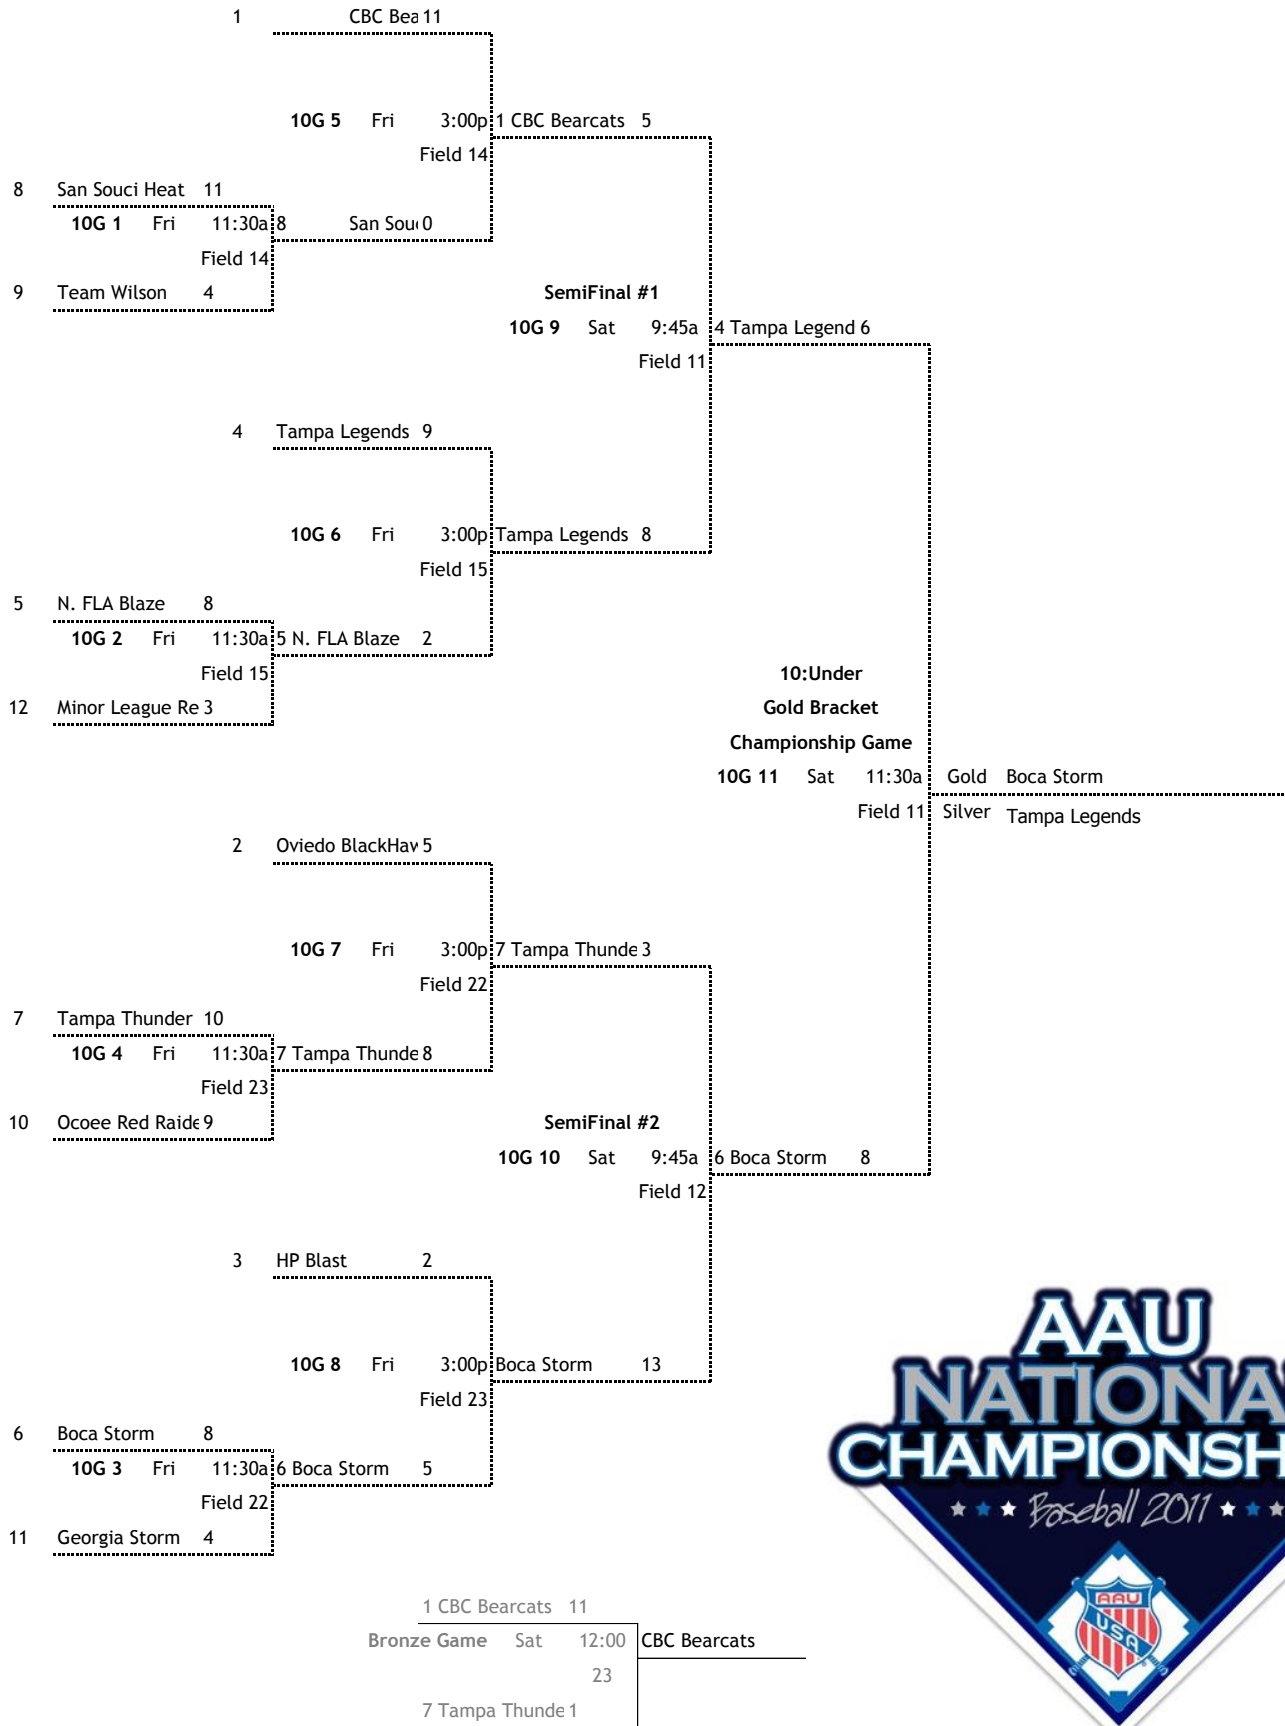 1 CBC Bea 11
10G 5 Fri 3:00p 1 CBC Bearcats 5
Field 14
8 San Souci Heat 11
10G 1 Fri 11:30a 8 San Sou 0
Field 14
9 Team Wilson 4 SemiFinal #1
10G 9 Sat 9:45a 4 Tampa Legend 6
Field 11
4 Tampa Legends 9
10G 6 Fri 3:00p Tampa Legends 8
Field 15
5 N. FLA Blaze 8
10G 2 Fri 11:30a 5 N. FLA Blaze 2
Field 15 10:Under
12 Minor League Re 3 Gold Bracket
Championship Game
10G 11 Sat 11:30a Gold Boca Storm
Field 11 Silver Tampa Legends
2 Oviedo BlackHaw 5
10G 7 Fri 3:00p 7 Tampa Thunde 3
Field 22
7 Tampa Thunder 10
10G 4 Fri 11:30a 7 Tampa Thunde 8
Field 23
10 Ocoee Red Raide 9 SemiFinal #2
10G 10 Sat 9:45a 6 Boca Storm 8
Field 12
3 HP Blast 2
10G 8 Fri 3:00p Boca Storm 13
Field 23
6 Boca Storm 8
10G 3 Fri 11:30a 6 Boca Storm 5
Field 22
11 Georgia Storm 4
1 CBC Bearcats 11
Bronze Game Sat 12:00 CBC Bearcats
23
7 Tampa Thunde 1
AAU
NATIONA
CHAMPIONSH
Baseball 2011
AAU
USA